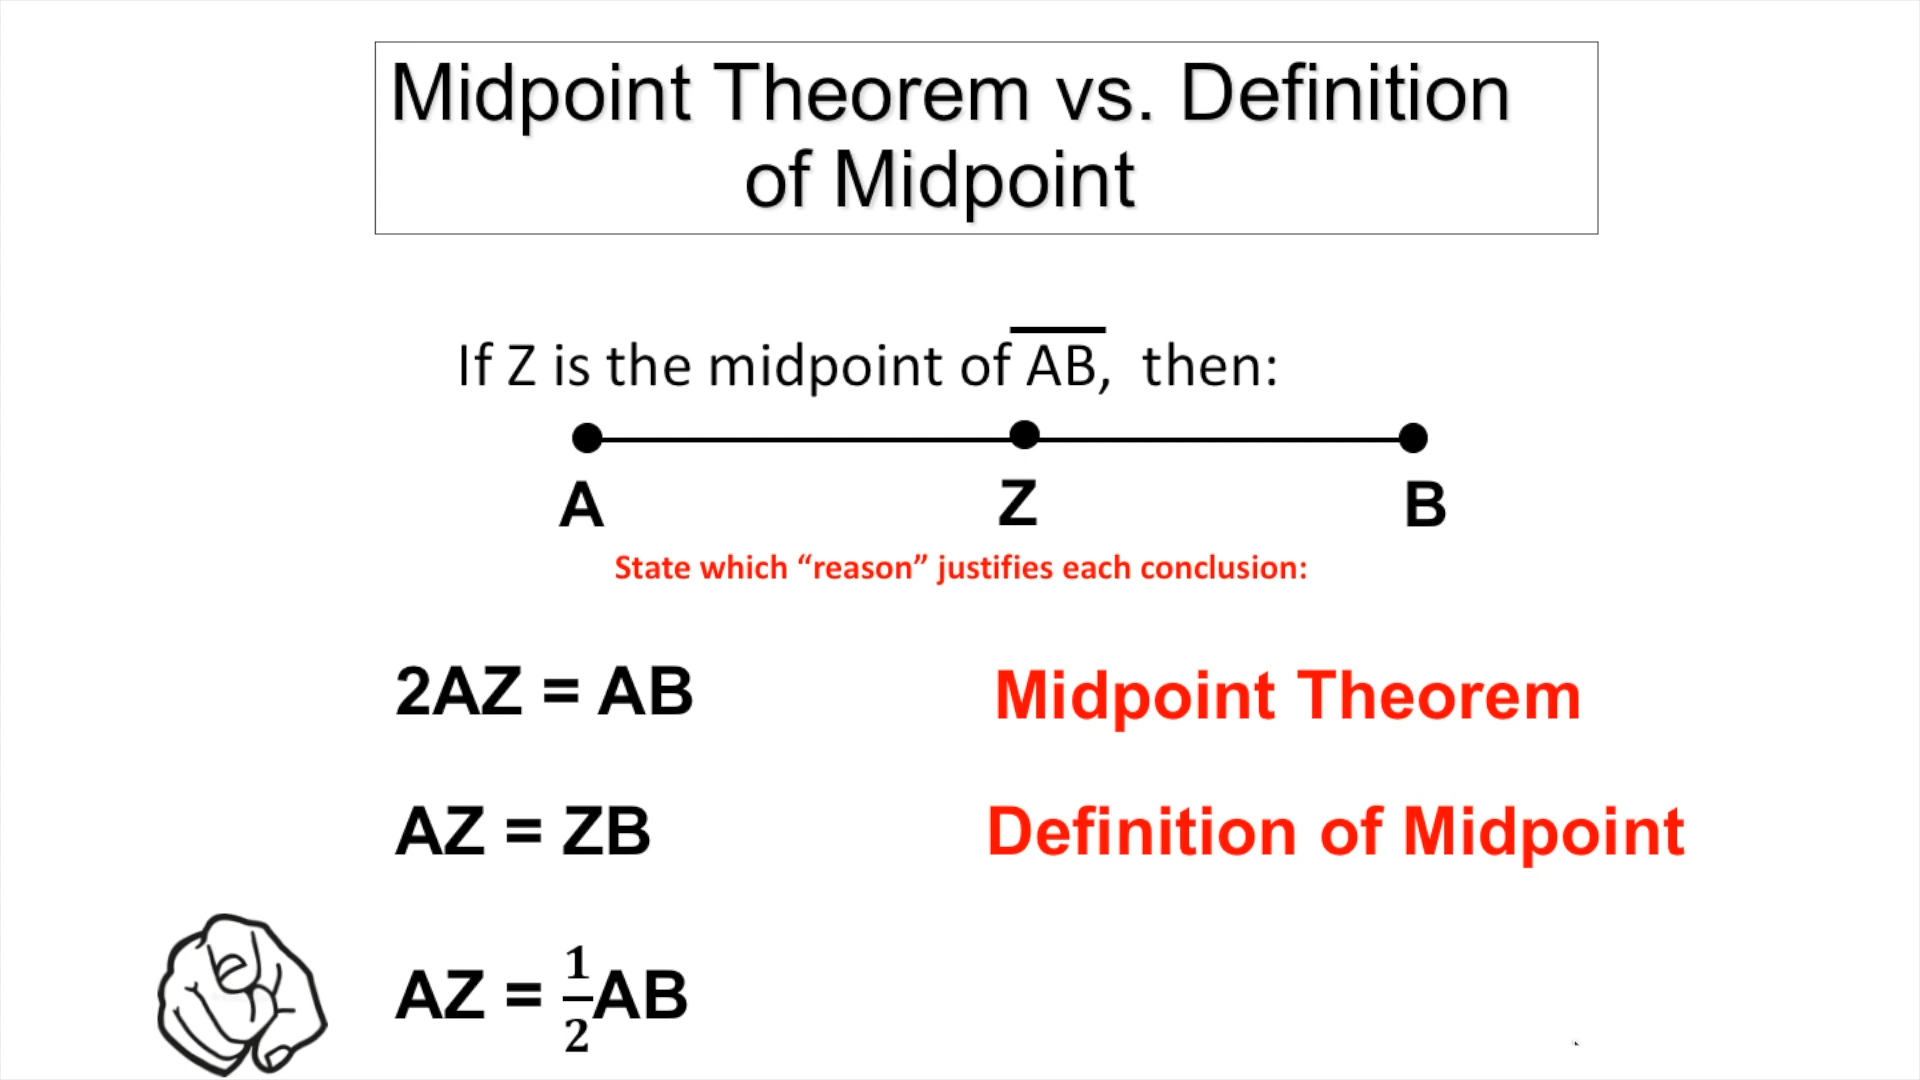 Midpoint Theorem vs. Definition
of Midpoint
If Z is the midpoint of A̅B̅, then:
A Z B
State which “reason” justifies each conclusion:
2AZ = AB Midpoint Theorem
AZ = ZB Definition of Midpoint
AZ = ½AB